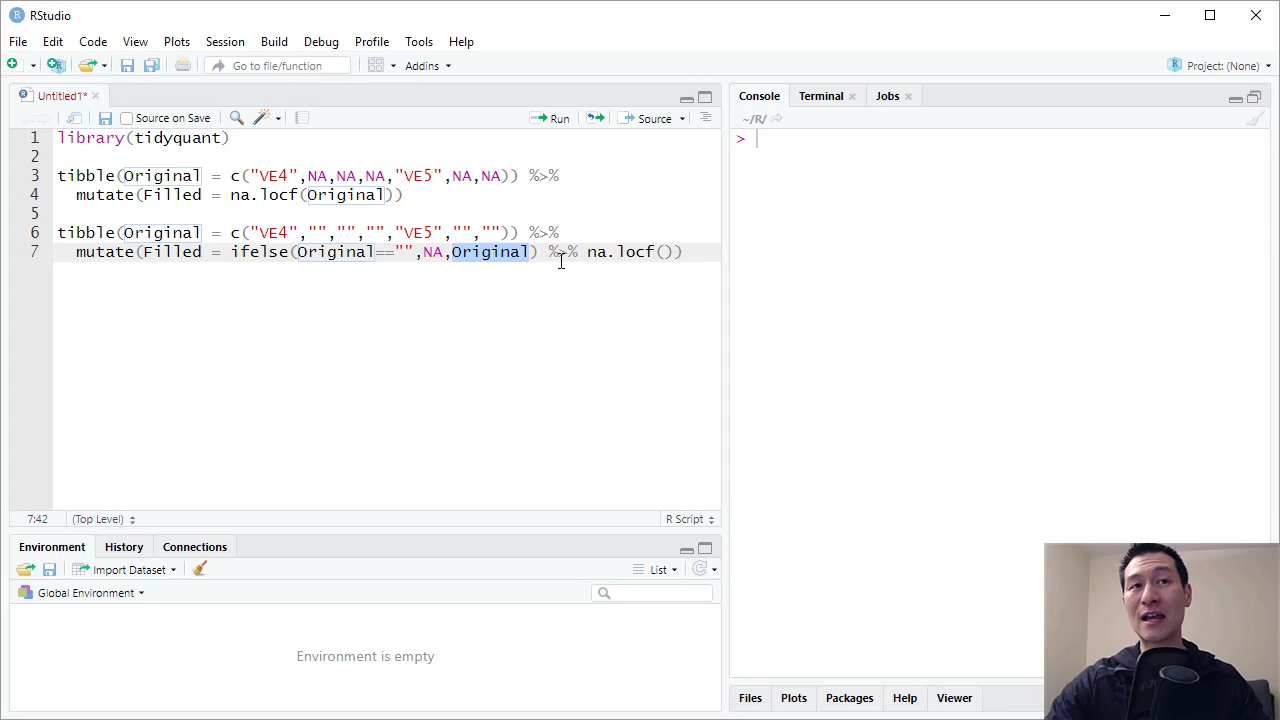 RStudio
File Edit Code View Plots Session Build Debug Profile Tools Help
Go to file/function Addins Project: (None)
Untitled1*
Source on Save Run Source
1 library(tidyquant)
2
3 tibble(Original = c("VE4",NA,NA,NA,"VE5",NA,NA)) %>%
4 mutate(Filled = na.locf(Original))
5
6 tibble(Original = c("VE4","","","","VE5","","")) %>%
7 mutate(Filled = ifelse(Original=="",NA,Original) %>% na.locf())
7:42 (Top Level) R Script
Environment History Connections
Import Dataset List
Global Environment
Environment is empty
Console Terminal Jobs
~/R/
>
Files Plots Packages Help Viewer